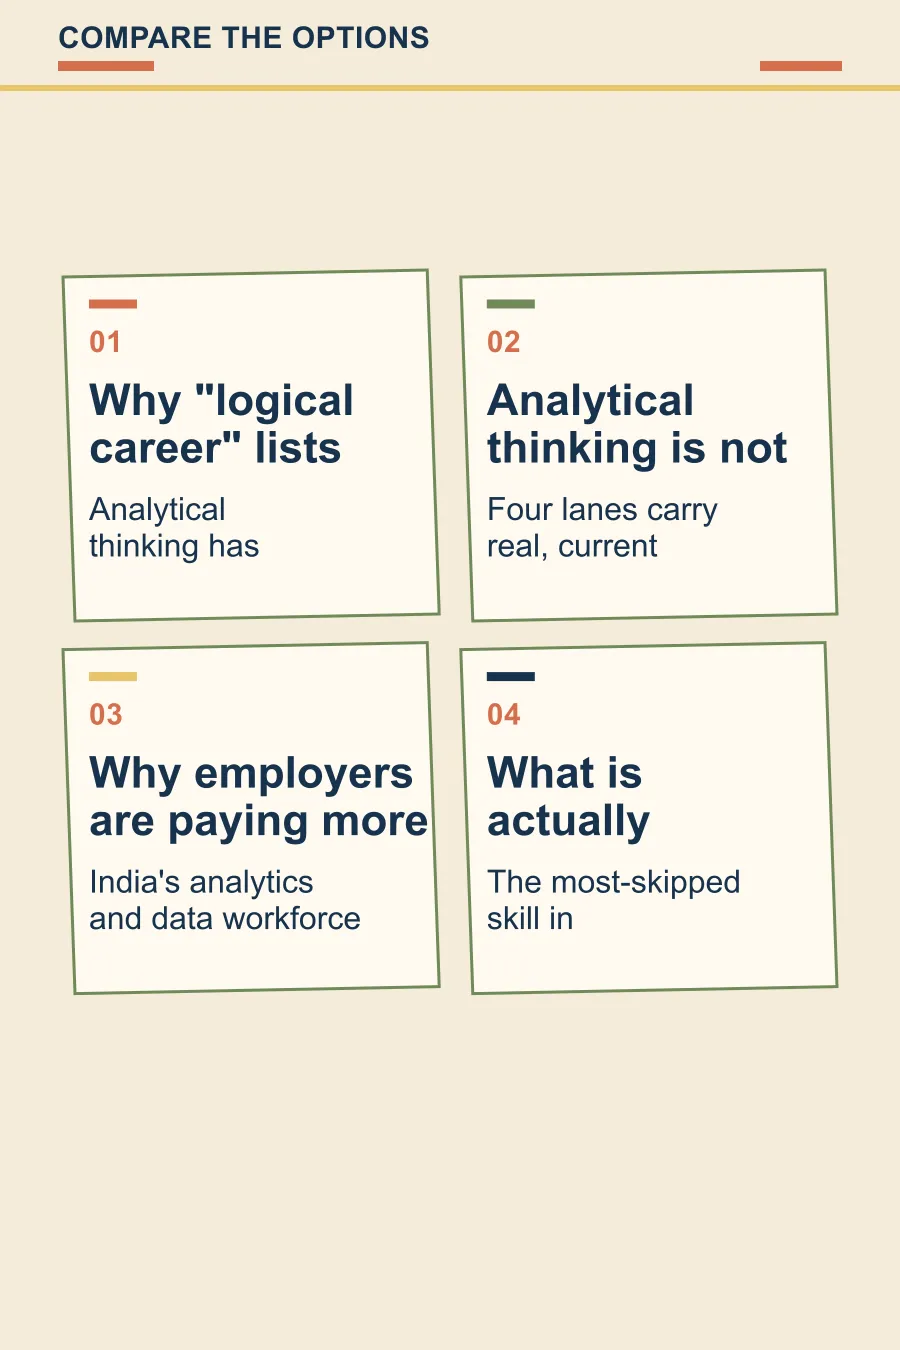 COMPARE THE OPTIONS
01
Why "logical
career" lists
Analytical
thinking has
02
Analytical
thinking is not
Four lanes carry
real, current
03
Why employers
are paying more
India's analytics
and data workforce
04
What is
actually
The most-skipped
skill in